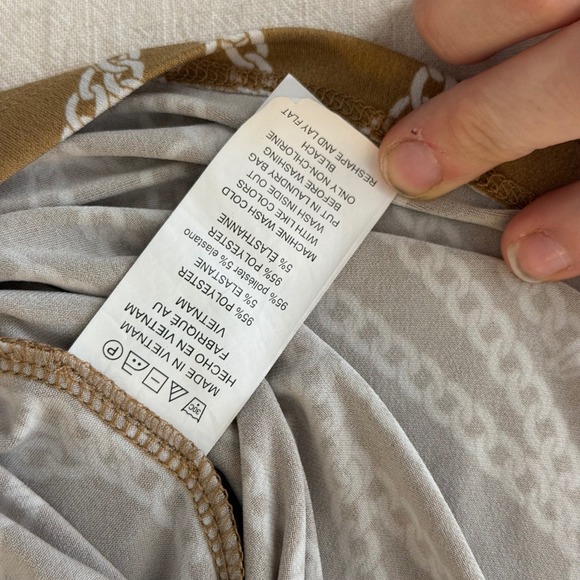 30C
P
MADE IN VIETNAM
HECHO EN VIETNAM
FABRIQUÉ AU
VIETNAM
95% POLYESTER
5% ELASTANE
95% poliéster 5% elastano
95% POLYESTER
5% ELASTHANNE
MACHINE WASH COLD
WITH LIKE COLORS
WASH INSIDE OUT
PUT IN LAUNDRY BAG
BEFORE WASHING
ONLY NON-CHLORINE
BLEACH
RESHAPE AND LAY FLAT